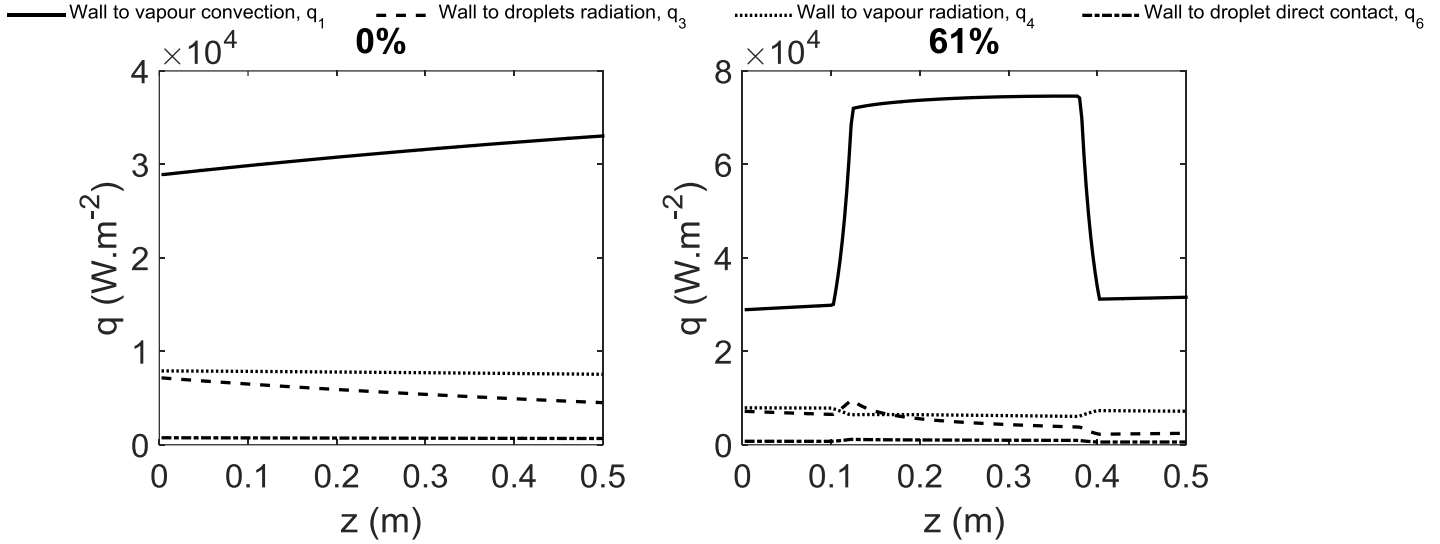 Wall to vapour convection, q1 Wall to droplets radiation, q3 Wall to vapour radiation, q4 Wall to droplet direct contact, q6
0%
×10^4
4
3
2
1
0
q (W.m^-2)
0 0.1 0.2 0.3 0.4 0.5
z (m)
61%
×10^4
8
6
4
2
0
q (W.m^-2)
0 0.1 0.2 0.3 0.4 0.5
z (m)